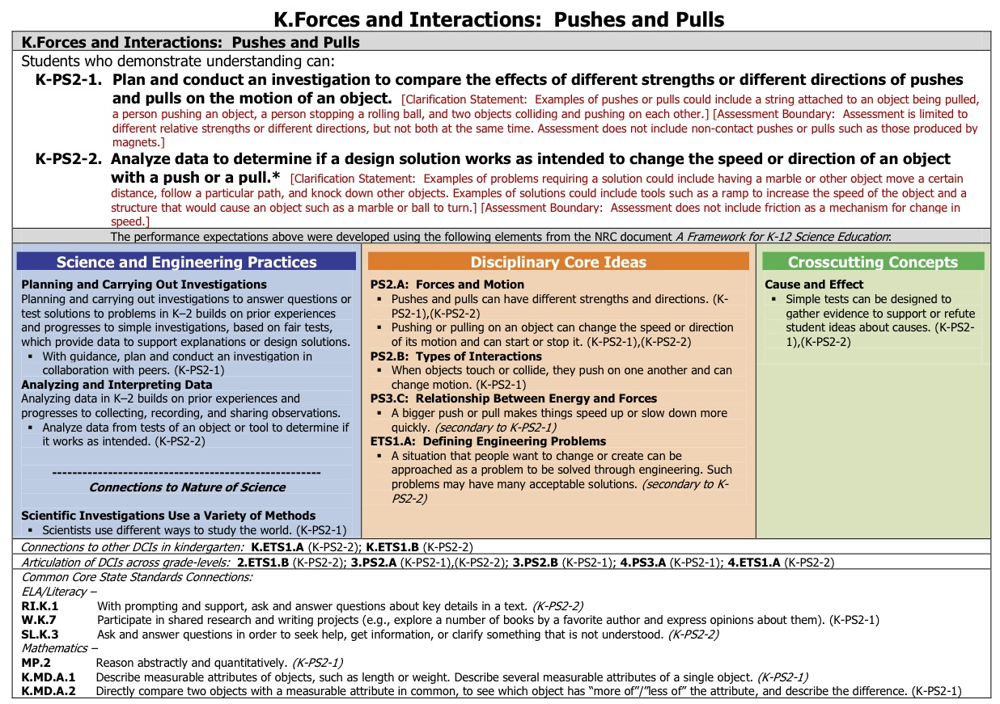 K.Forces and Interactions:  Pushes and Pulls
K.Forces and Interactions:  Pushes and Pulls
Students who demonstrate understanding can:
K-PS2-1.  Plan and conduct an investigation to compare the effects of different strengths or different directions of pushes
and pulls on the motion of an object.  [Clarification Statement:  Examples of pushes or pulls could include a string attached to an object being pulled,
a person pushing an object, a person stopping a rolling ball, and two objects colliding and pushing on each other.] [Assessment Boundary:  Assessment is limited to
different relative strengths or different directions, but not both at the same time. Assessment does not include non-contact pushes or pulls such as those produced by
magnets.]
K-PS2-2.  Analyze data to determine if a design solution works as intended to change the speed or direction of an object
with a push or a pull.*  [Clarification Statement:  Examples of problems requiring a solution could include having a marble or other object move a certain
distance, follow a particular path, and knock down other objects. Examples of solutions could include tools such as a ramp to increase the speed of the object and a
structure that would cause an object such as a marble or ball to turn.] [Assessment Boundary:  Assessment does not include friction as a mechanism for change in
speed.]
The performance expectations above were developed using the following elements from the NRC document A Framework for K-12 Science Education:
Science and Engineering Practices
Planning and Carrying Out Investigations
Planning and carrying out investigations to answer questions or
test solutions to problems in K–2 builds on prior experiences
and progresses to simple investigations, based on fair tests,
which provide data to support explanations or design solutions.
▪ With guidance, plan and conduct an investigation in
collaboration with peers. (K-PS2-1)
Analyzing and Interpreting Data
Analyzing data in K–2 builds on prior experiences and
progresses to collecting, recording, and sharing observations.
▪ Analyze data from tests of an object or tool to determine if
it works as intended. (K-PS2-2)
-----------------------------------------------------
Connections to Nature of Science
Scientific Investigations Use a Variety of Methods
▪ Scientists use different ways to study the world. (K-PS2-1)
Disciplinary Core Ideas
PS2.A:  Forces and Motion
▪ Pushes and pulls can have different strengths and directions. (K-
PS2-1),(K-PS2-2)
▪ Pushing or pulling on an object can change the speed or direction
of its motion and can start or stop it. (K-PS2-1),(K-PS2-2)
PS2.B:  Types of Interactions
▪ When objects touch or collide, they push on one another and can
change motion. (K-PS2-1)
PS3.C:  Relationship Between Energy and Forces
▪ A bigger push or pull makes things speed up or slow down more
quickly. (secondary to K-PS2-1)
ETS1.A:  Defining Engineering Problems
▪ A situation that people want to change or create can be
approached as a problem to be solved through engineering. Such
problems may have many acceptable solutions. (secondary to K-
PS2-2)
Crosscutting Concepts
Cause and Effect
▪ Simple tests can be designed to
gather evidence to support or refute
student ideas about causes. (K-PS2-
1),(K-PS2-2)
Connections to other DCIs in kindergarten:  K.ETS1.A (K-PS2-2); K.ETS1.B (K-PS2-2)
Articulation of DCIs across grade-levels:  2.ETS1.B (K-PS2-2); 3.PS2.A (K-PS2-1),(K-PS2-2); 3.PS2.B (K-PS2-1); 4.PS3.A (K-PS2-1); 4.ETS1.A (K-PS2-2)
Common Core State Standards Connections:
ELA/Literacy –
RI.K.1 With prompting and support, ask and answer questions about key details in a text. (K-PS2-2)
W.K.7 Participate in shared research and writing projects (e.g., explore a number of books by a favorite author and express opinions about them). (K-PS2-1)
SL.K.3 Ask and answer questions in order to seek help, get information, or clarify something that is not understood. (K-PS2-2)
Mathematics –
MP.2 Reason abstractly and quantitatively. (K-PS2-1)
K.MD.A.1 Describe measurable attributes of objects, such as length or weight. Describe several measurable attributes of a single object. (K-PS2-1)
K.MD.A.2 Directly compare two objects with a measurable attribute in common, to see which object has “more of”/”less of” the attribute, and describe the difference. (K-PS2-1)